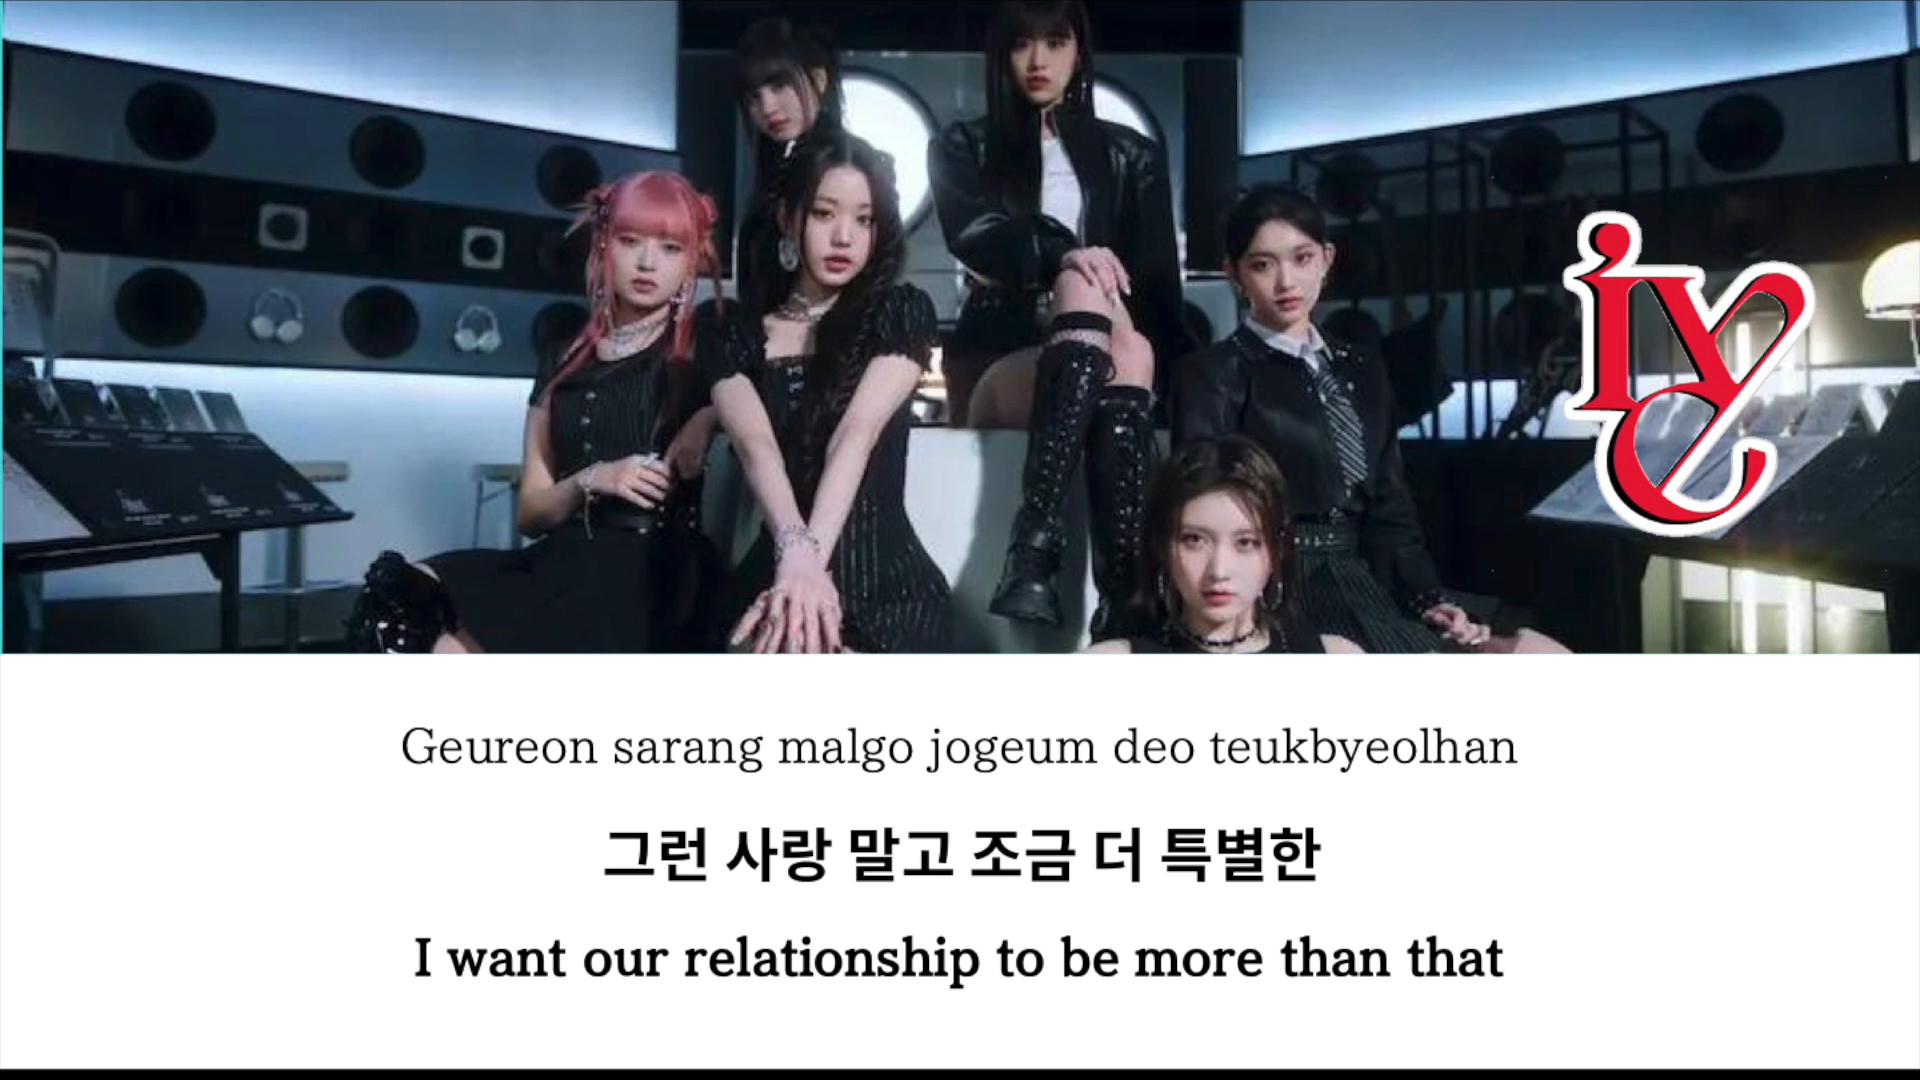 IVE
Geureon sarang malgo jogeum deo teukbyeolhan
그런 사랑 말고 조금 더 특별한
I want our relationship to be more than that